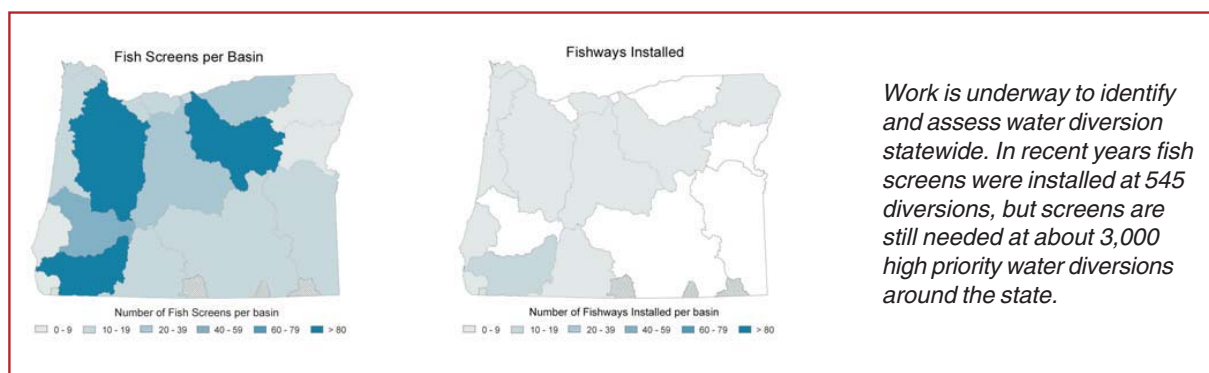 Fish Screens per Basin
Number of Fish Screens per basin
0 - 9 10 - 19 20 - 39 40 - 59 60 - 79 > 80
Fishways Installed
Number of Fishways Installed per basin
0 - 9 10 - 19 20 - 39 40 - 59 60 - 79 > 80
Work is underway to identify
and assess water diversion
statewide. In recent years fish
screens were installed at 545
diversions, but screens are
still needed at about 3,000
high priority water diversions
around the state.